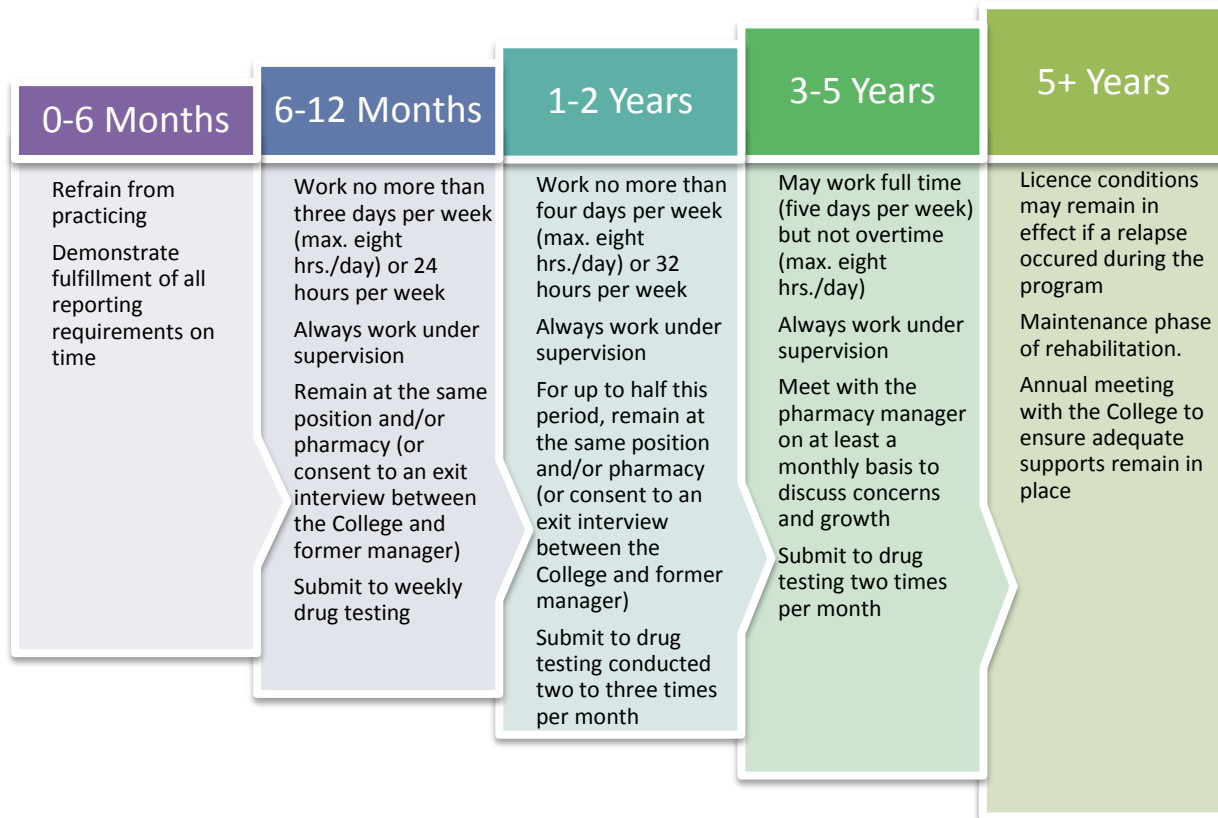 0-6 Months
Refrain from
practicing
Demonstrate
fulfillment of all
reporting
requirements on
time
6-12 Months
Work no more than
three days per week
(max. eight
hrs./day) or 24
hours per week
Always work under
supervision
Remain at the same
position and/or
pharmacy (or
consent to an exit
interview between
the College and
former manager)
Submit to weekly
drug testing
1-2 Years
Work no more than
four days per week
(max. eight
hrs./day) or 32
hours per week
Always work under
supervision
For up to half this
period, remain at
the same position
and/or pharmacy
(or consent to an
exit interview
between the
College and former
manager)
Submit to drug
testing conducted
two to three times
per month
3-5 Years
May work full time
(five days per week)
but not overtime
(max. eight
hrs./day)
Always work under
supervision
Meet with the
pharmacy manager
on at least a
monthly basis to
discuss concerns
and growth
Submit to drug
testing two times
per month
5+ Years
Licence conditions
may remain in
effect if a relapse
occured during the
program
Maintenance phase
of rehabilitation.
Annual meeting
with the College to
ensure adequate
supports remain in
place